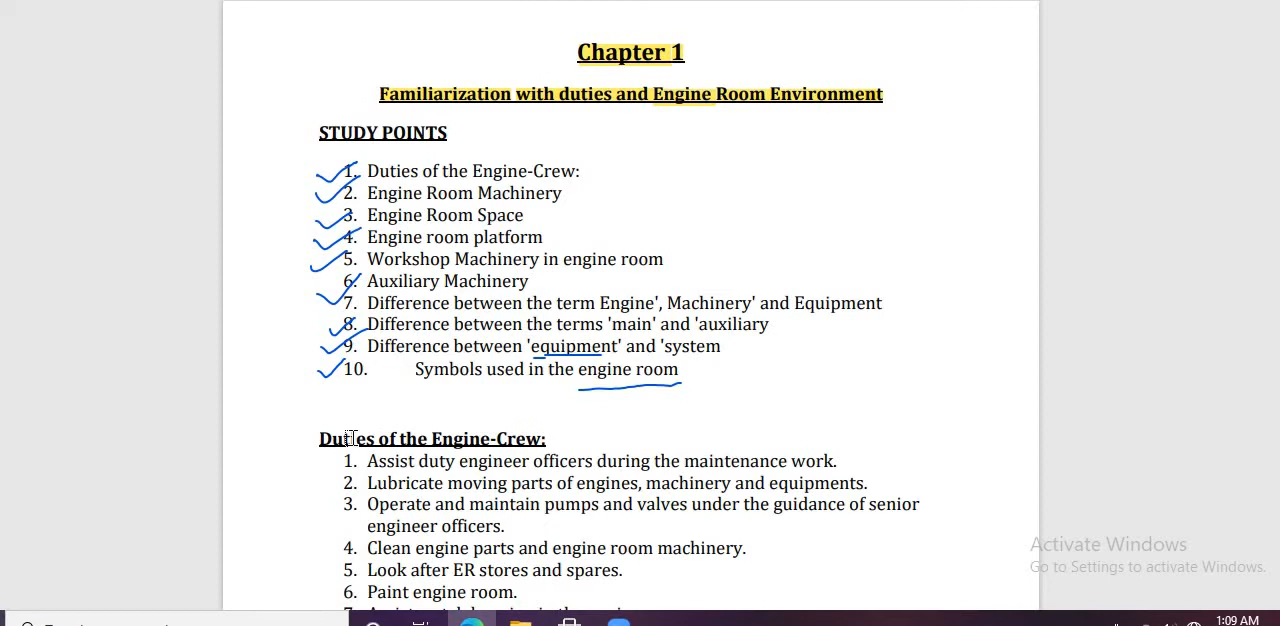 Chapter 1
Familiarization with duties and Engine Room Environment
STUDY POINTS
1. Duties of the Engine-Crew:
2. Engine Room Machinery
3. Engine Room Space
4. Engine room platform
5. Workshop Machinery in engine room
6. Auxiliary Machinery
7. Difference between the term Engine', Machinery' and Equipment
8. Difference between the terms 'main' and 'auxiliary
9. Difference between 'equipment' and 'system
10. Symbols used in the engine room
Duties of the Engine-Crew:
1. Assist duty engineer officers during the maintenance work.
2. Lubricate moving parts of engines, machinery and equipments.
3. Operate and maintain pumps and valves under the guidance of senior
engineer officers.
4. Clean engine parts and engine room machinery.
5. Look after ER stores and spares.
6. Paint engine room.
Activate Windows
Go to Settings to activate Windows.
1:09 AM